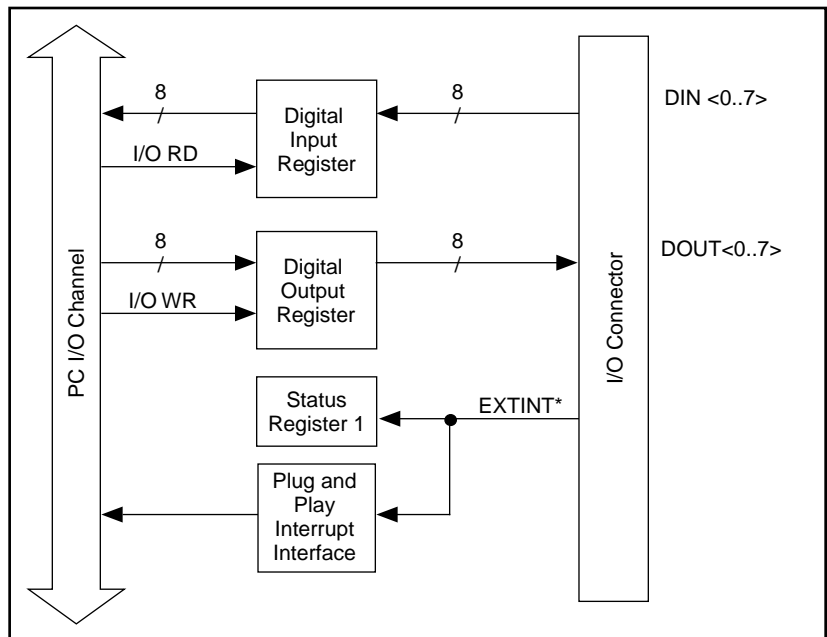 8
Digital
Input
Register
8
DIN <0..7>
I/O RD
8
Digital
Output
Register
8
DOUT<0..7>
I/O WR
PC I/O Channel
I/O Connector
Status
Register 1
EXTINT*
Plug and
Play
Interrupt
Interface